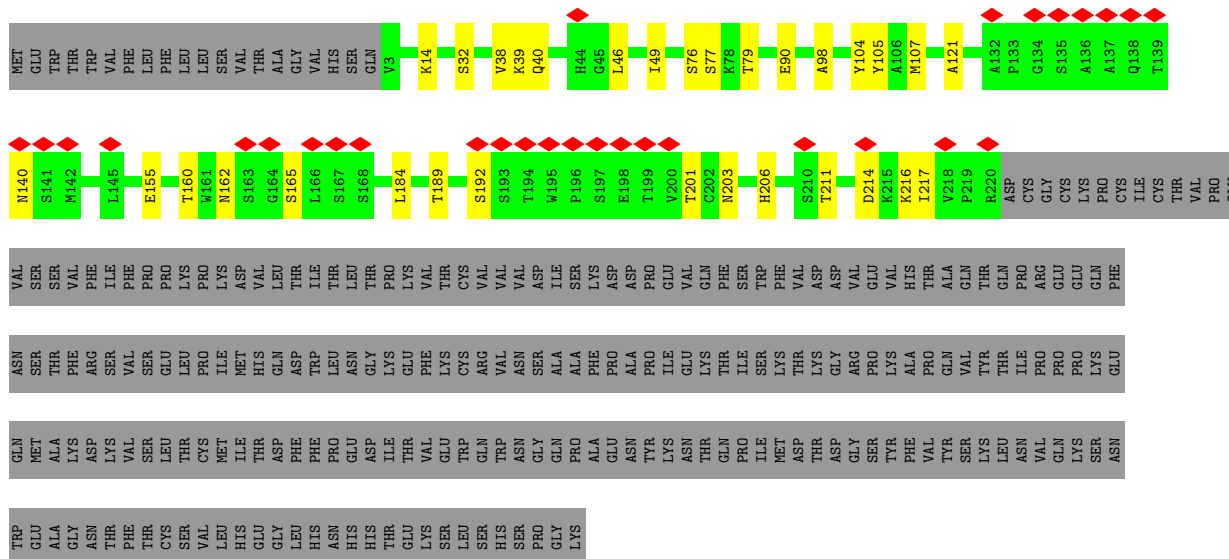 MET GLU TRP THR TRP VAL PHE LEU PHE LEU LEU SER VAL THR ALA GLY VAL HIS SER GLN V3 K14 S32 V38 K39 Q40 H44 G45 L46 I49 S76 S77 K78 T79 E90 A98 Y104 Y105 A106 M107 A121 A132 P133 G134 S135 A136 A137 Q138 T139
N140 S141 M142 L145 E155 T160 W161 N162 S163 G164 S165 L166 S167 S168 L184 T189 S192 S193 T194 W195 P196 S197 E198 T199 V200 T201 C202 N203 H206 S210 T211 D214 K215 K216 I217 V218 P219 R220 ASP CYS GLY CYS LYS PRO CYS ILE CYS THR VAL PRO
VAL SER SER VAL PHE ILE PHE PRO PRO LYS PRO LYS ASP VAL LEU THR ILE THR LEU THR PRO LYS VAL THR CYS VAL VAL VAL ASP ILE SER LYS ASP ASP PRO GLU VAL GLN PHE SER TRP PHE VAL ASP ASP VAL GLU VAL HIS THR ALA GLN THR GLN PRO ARG GLU GLU GLN PHE
ASN SER THR PHE ARG SER VAL SER GLU LEU PRO ILE MET HIS GLN ASP TRP LEU ASN GLY LYS GLU PHE LYS CYS ARG VAL ASN SER ALA ALA PHE PRO ALA PRO ILE GLU LYS THR ILE SER LYS THR LYS GLY ARG PRO LYS ALA PRO GLN VAL TYR THR ILE PRO PRO PRO LYS GLU
GLN MET ALA LYS ASP LYS VAL SER LEU THR CYS MET ILE THR ASP PHE PHE PRO GLU ASP ILE THR VAL GLU TRP GLN TRP ASN GLY GLN PRO ALA GLU ASN TYR LYS ASN THR GLN PRO ILE MET ASP THR ASP GLY SER TYR PHE VAL TYR SER LYS LEU ASN VAL GLN LYS SER ASN
TRP GLU ALA GLY ASN THR PHE THR CYS SER VAL LEU HIS GLU GLY LEU HIS ASN HIS HIS THR GLU LYS SER LEU SER HIS SER PRO GLY LYS